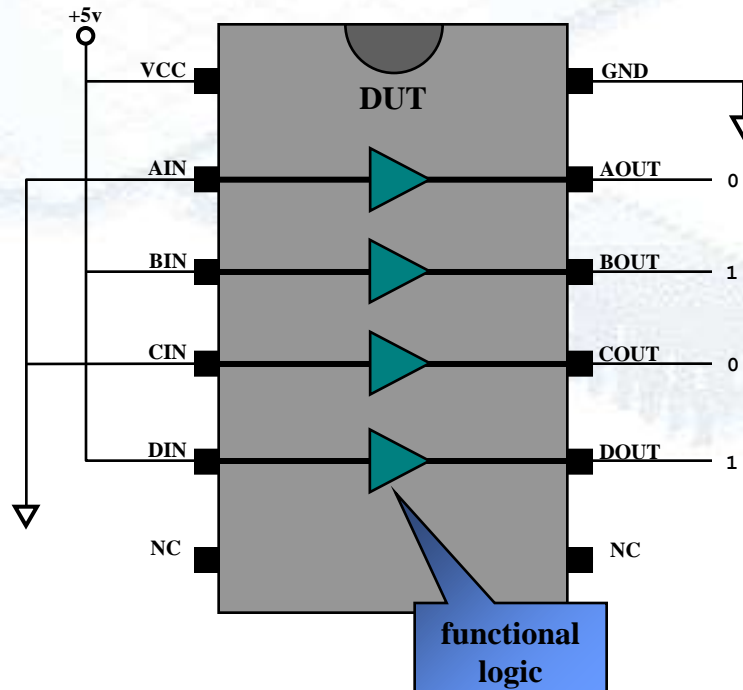 +5v
VCC
GND
DUT
AIN
AOUT
0
BIN
BOUT
1
CIN
COUT
0
DIN
DOUT
1
NC
NC
functional
logic